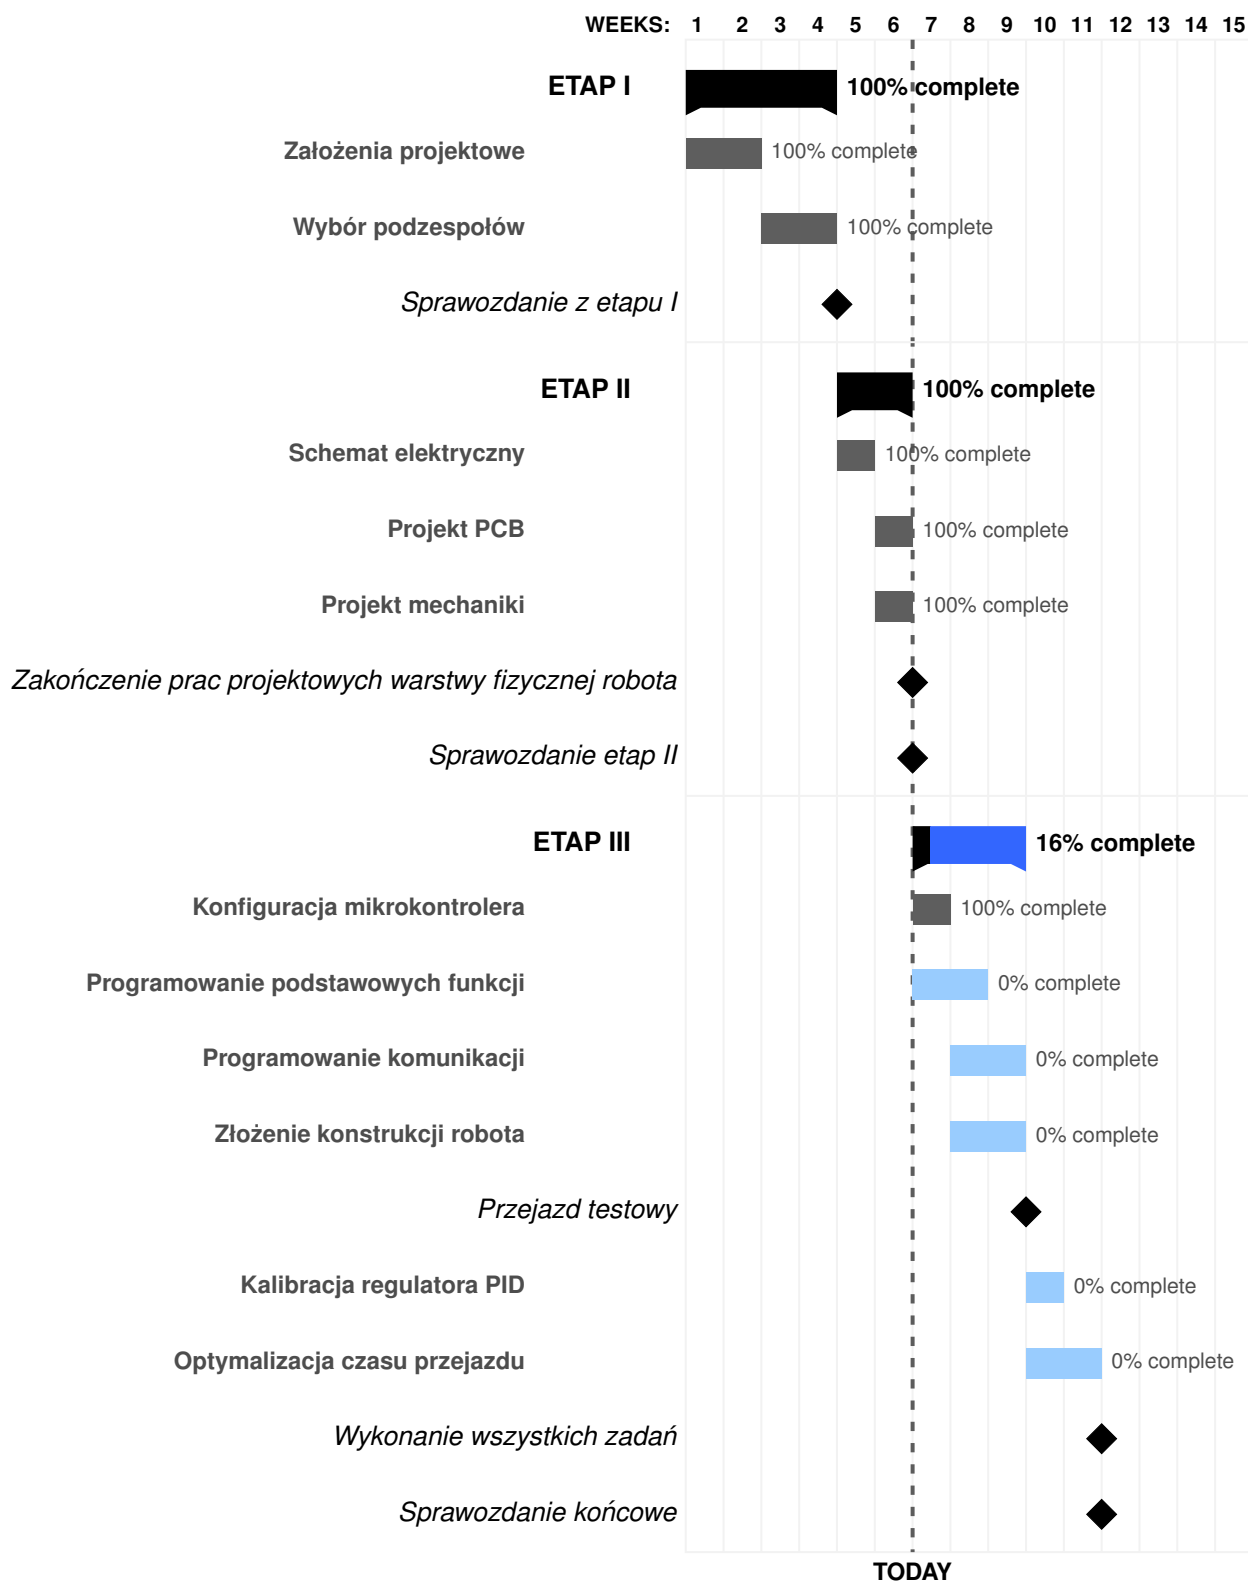 WEEKS: 1 2 3 4 5 6 7 8 9 10 11 12 13 14 15
ETAP I 100% complete
Założenia projektowe 100% complete
Wybór podzespołów 100% complete
Sprawozdanie z etapu I
ETAP II 100% complete
Schemat elektryczny 100% complete
Projekt PCB 100% complete
Projekt mechaniki 100% complete
Zakończenie prac projektowych warstwy fizycznej robota
Sprawozdanie etap II
ETAP III 16% complete
Konfiguracja mikrokontrolera 100% complete
Programowanie podstawowych funkcji 0% complete
Programowanie komunikacji 0% complete
Złożenie konstrukcji robota 0% complete
Przejazd testowy
Kalibracja regulatora PID 0% complete
Optymalizacja czasu przejazdu 0% complete
Wykonanie wszystkich zadań
Sprawozdanie końcowe
TODAY